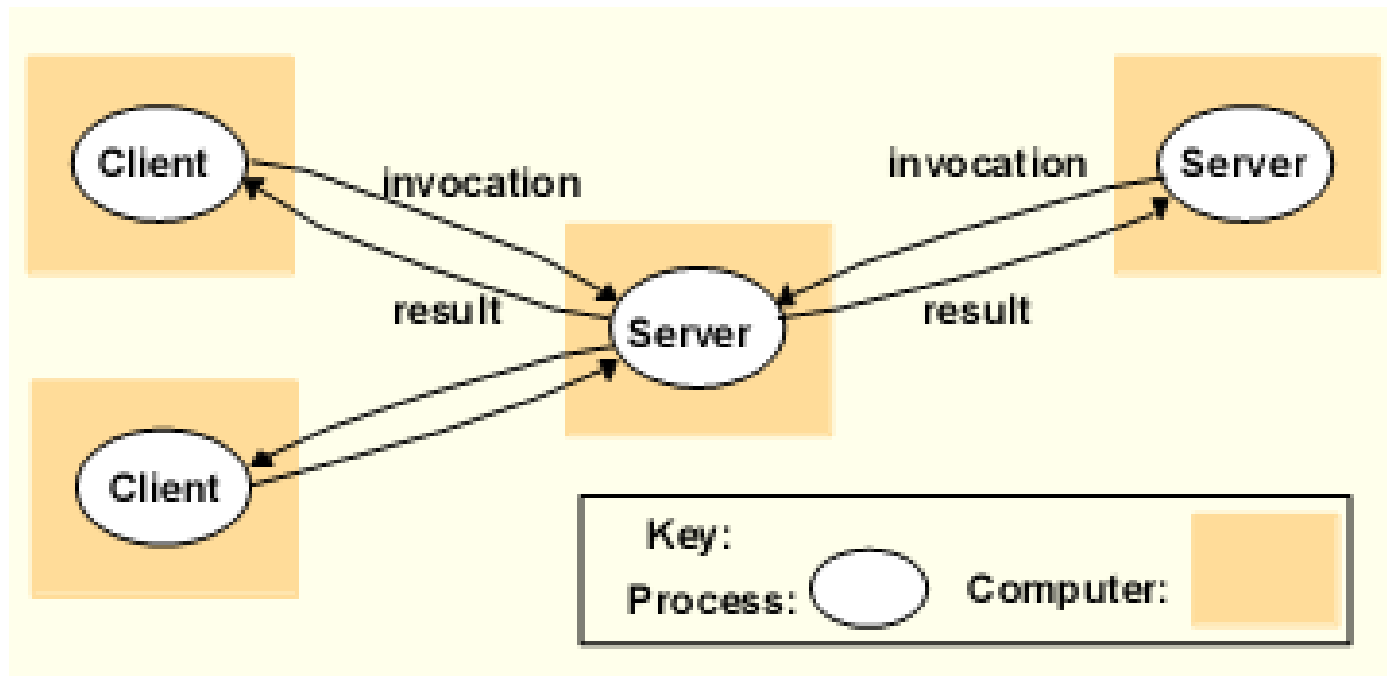 Client
invocation
result
Server
invocation
result
Server
Client
Key:
Process:
Computer: